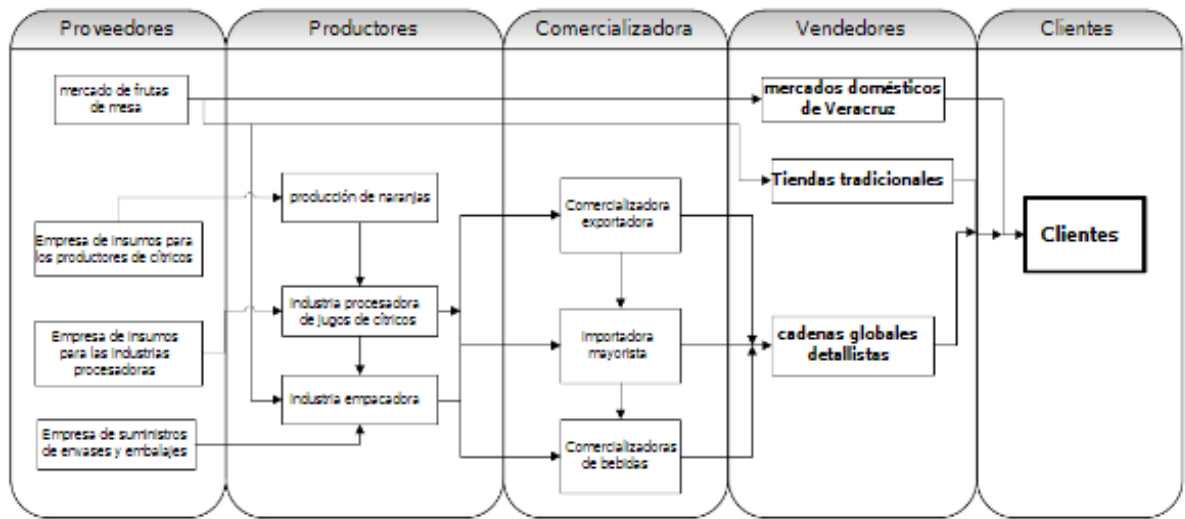 Proveedores
Productores
Comercializadora
Vendedores
Clientes
mercado de frutas
de mesa
Empresa de insumos para
los productores de cítricos
Empresa de insumos
para las industrias
procesadoras
Empresa de suministros
de envases y embalajes
producción de naranjas
Industria procesadora
de jugos de cítricos
Industria empacadora
Comercializadora
exportadora
Importadora
mayorista
Comercializadoras
de bebidas
mercados domésticos
de Veracruz
Tiendas tradicionales
cadenas globales
detallistas
Clientes